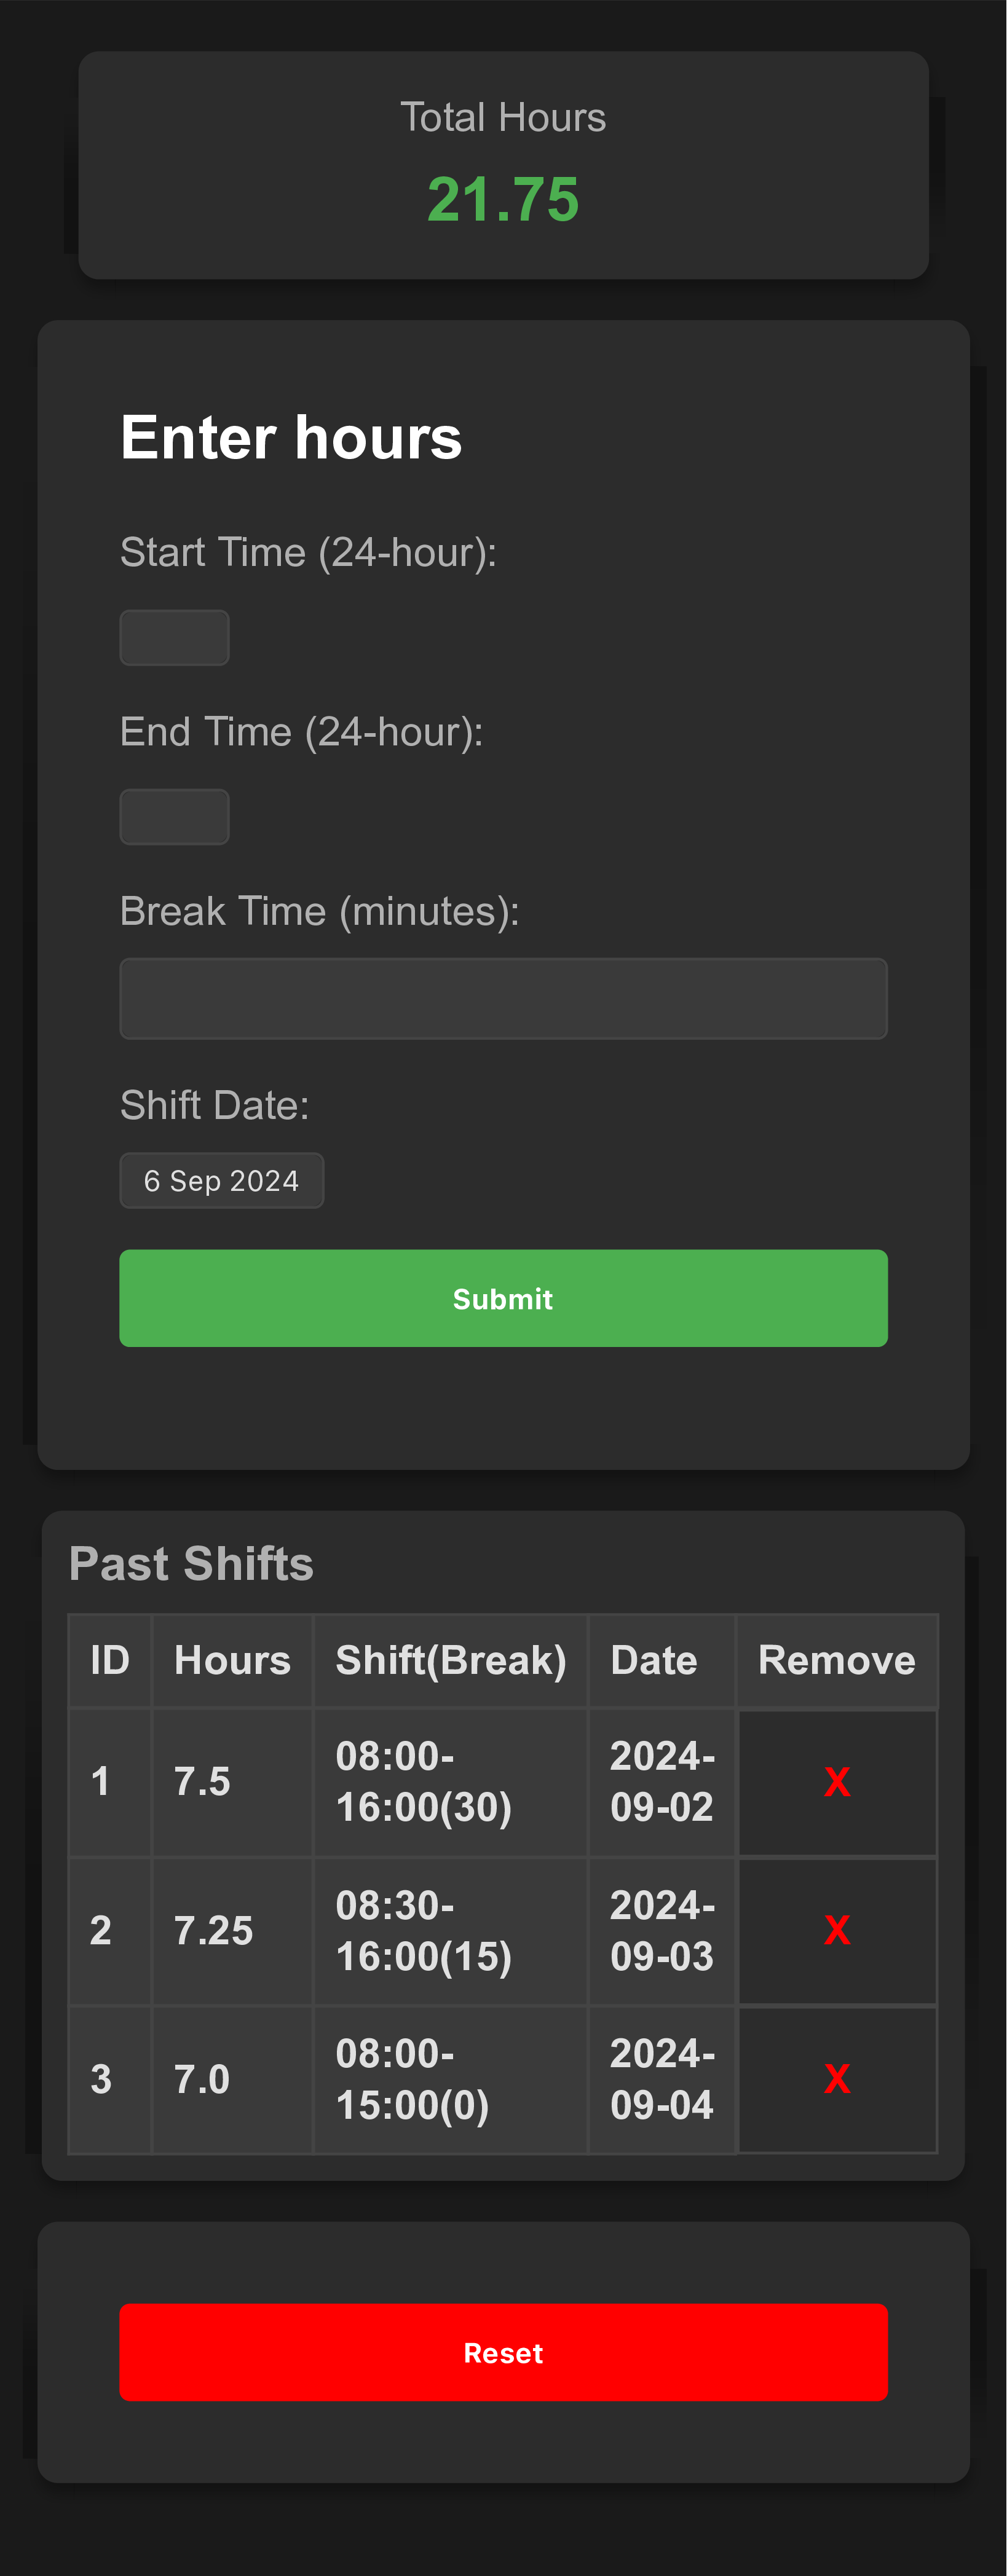 Total Hours
21.75
Enter hours
Start Time (24-hour):
End Time (24-hour):
Break Time (minutes):
Shift Date:
6 Sep 2024
Submit
Past Shifts
ID Hours Shift(Break) Date Remove
1 7.5 08:00- 2024- X
16:00(30) 09-02
2 7.25 08:30- 2024- X
16:00(15) 09-03
3 7.0 08:00- 2024- X
15:00(0) 09-04
Reset